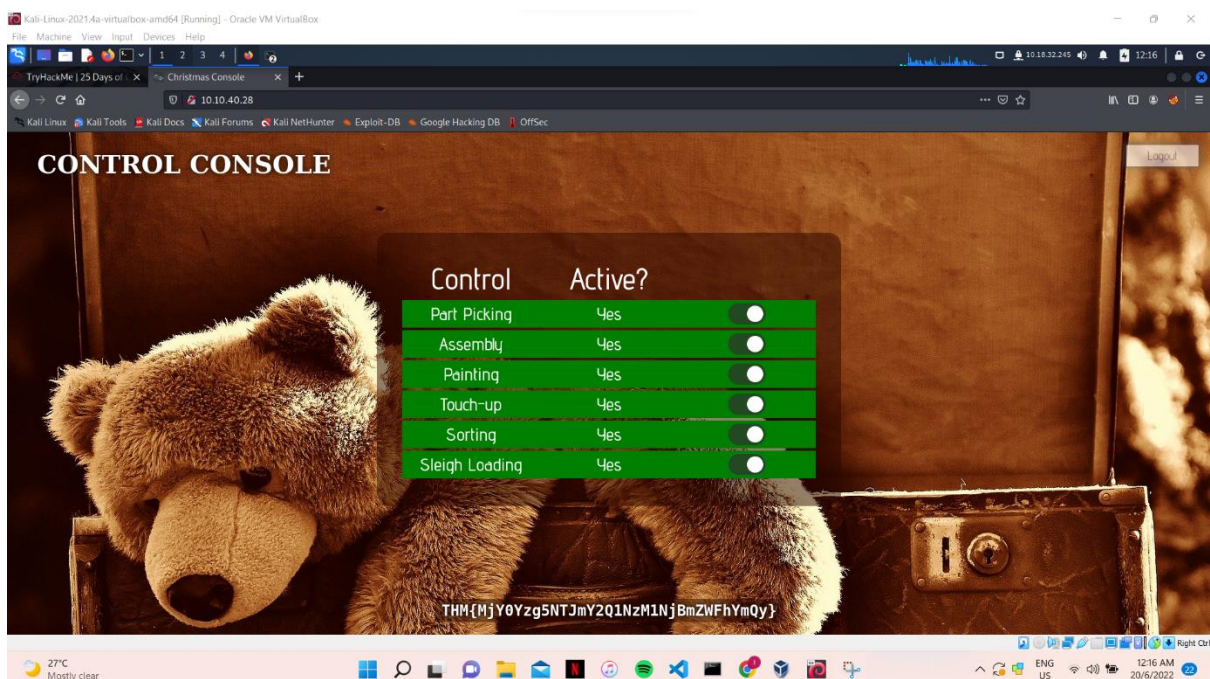 Kali-Linux-2021.4a-virtualbox-amd64 [Running] - Oracle VM VirtualBox
File Machine View Input Devices Help
1 2 3 4 10.18.32.245 12:16
TryHackMe | 25 Days of Christmas Console
10.10.40.28
Kali Linux Kali Tools Kali Docs Kali Forums Kali NetHunter Exploit-DB Google Hacking DB OffSec
CONTROL CONSOLE
Logout
Control Active?
Part Picking Yes
Assembly Yes
Painting Yes
Touch-up Yes
Sorting Yes
Sleigh Loading Yes
THM{MjY0Yzg5NTJmY2Q1NzM1NjBmZWFhYmQy}
Right Ctrl
27°C
Mostly clear
ENG
US
12:16 AM
20/6/2022
22